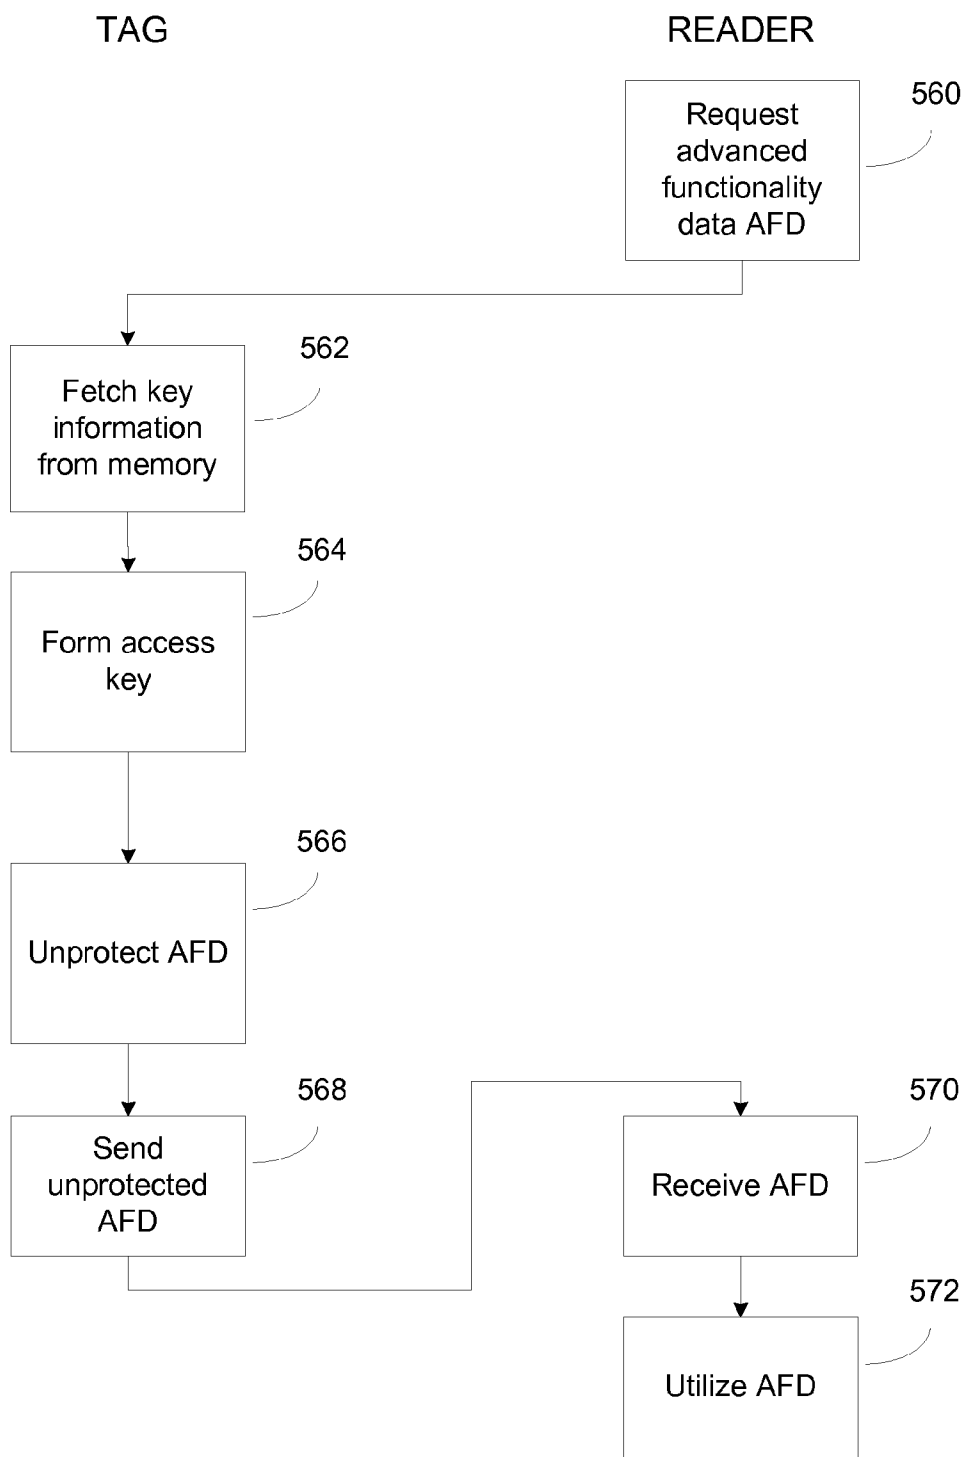 TAG
READER
560
Request
advanced
functionality
data AFD
562
Fetch key
information
from memory
564
Form access
key
566
Unprotect AFD
568
Send
unprotected
AFD
570
Receive AFD
572
Utilize AFD